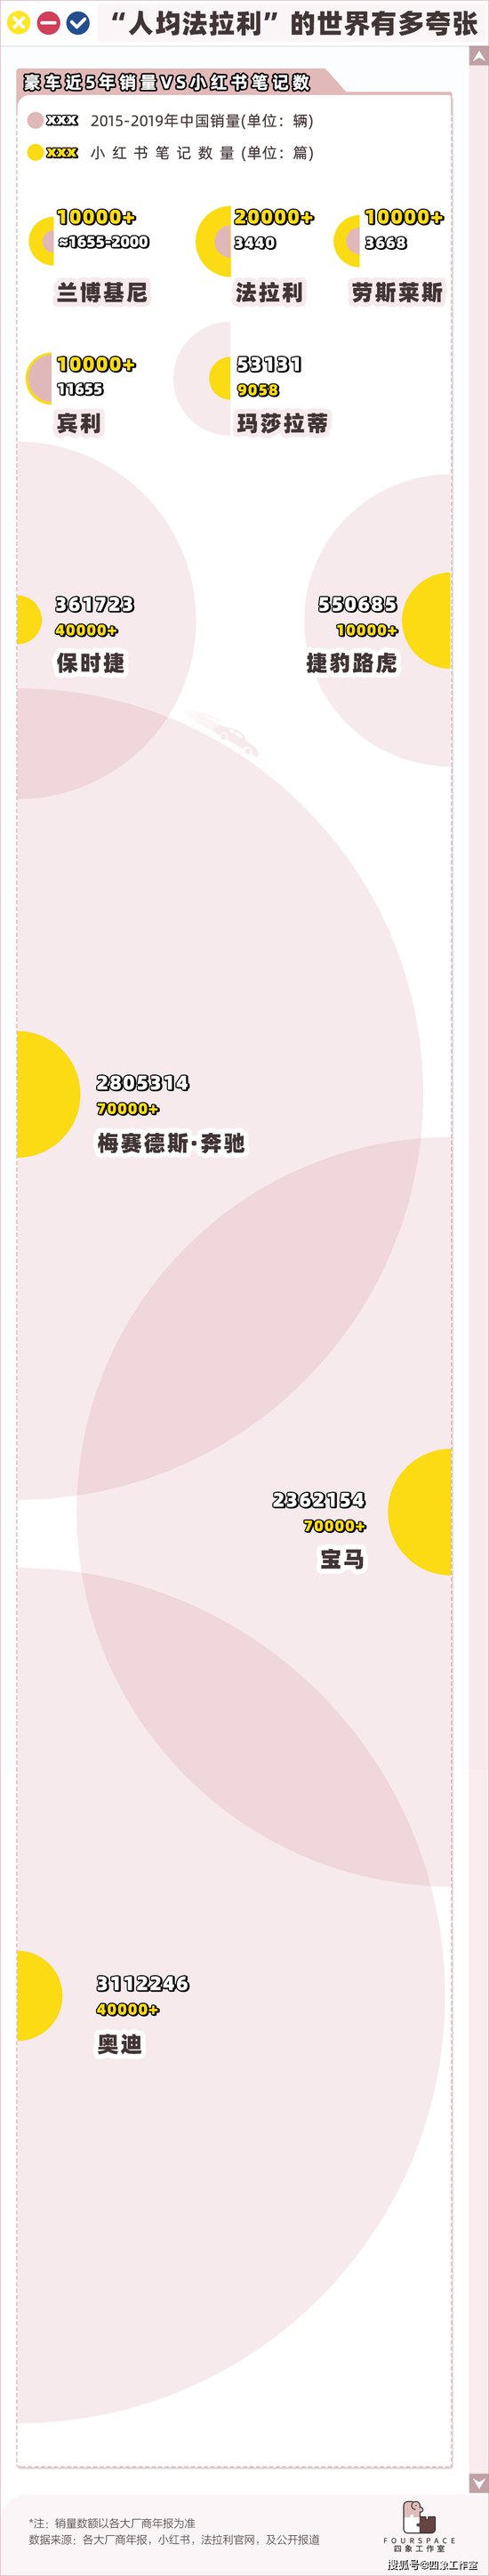 “人均法拉利”的世界有多夸张
豪车近5年销量VS小红书笔记数
XXX 2015-2019年中国销量(单位：辆)
XXX 小红书笔记数量(单位：篇)
10000+
≈1655-2000
兰博基尼
20000+
3440
法拉利
10000+
3668
劳斯莱斯
10000+
11655
宾利
53131
9058
玛莎拉蒂
361723
40000+
保时捷
550685
10000+
捷豹路虎
2805314
70000+
梅赛德斯·奔驰
2362154
70000+
宝马
3112246
40000+
奥迪
*注：销量数额以各大厂商年报为准
数据来源：各大厂商年报，小红书，法拉利官网，及公开报道
FOURSPACE
四象工作室
搜狐号@四象工作室